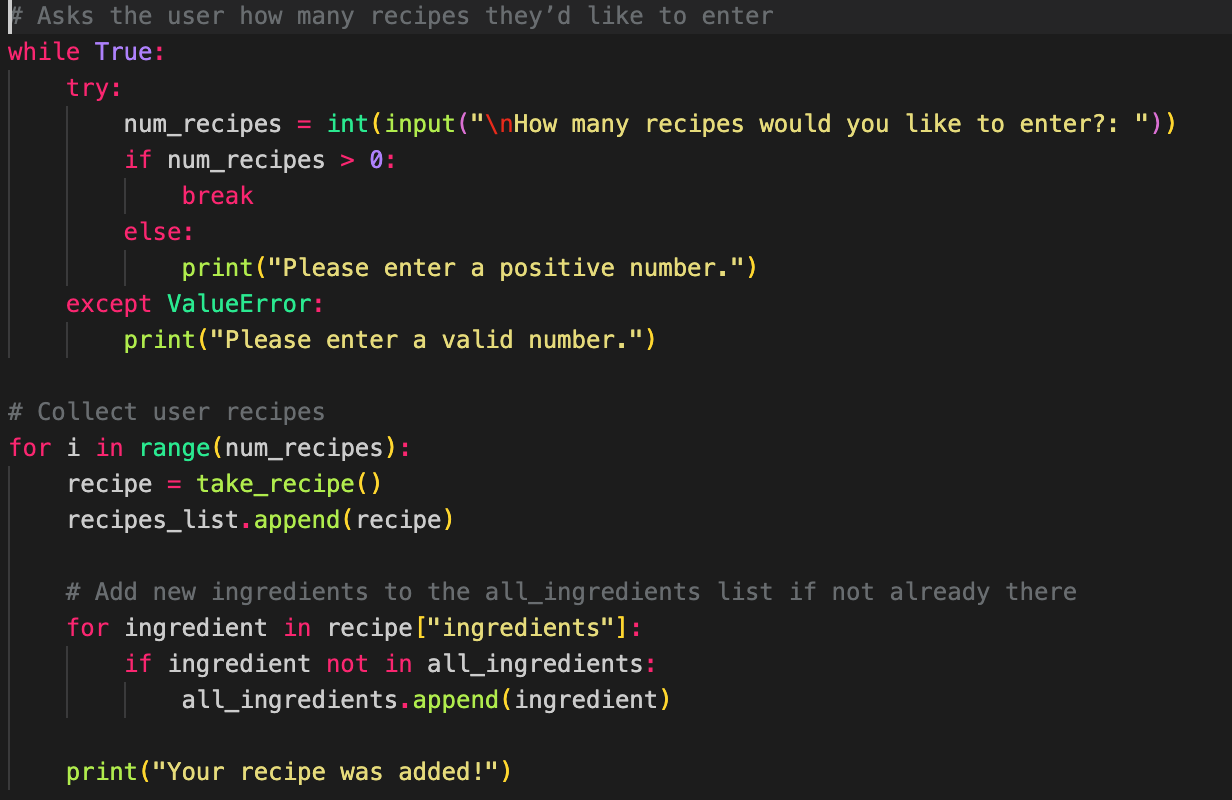 # Asks the user how many recipes they’d like to enter
while True:
    try:
        num_recipes = int(input("\nHow many recipes would you like to enter?: "))
        if num_recipes > 0:
            break
        else:
            print("Please enter a positive number.")
    except ValueError:
        print("Please enter a valid number.")

# Collect user recipes
for i in range(num_recipes):
    recipe = take_recipe()
    recipes_list.append(recipe)

    # Add new ingredients to the all_ingredients list if not already there
    for ingredient in recipe["ingredients"]:
        if ingredient not in all_ingredients:
            all_ingredients.append(ingredient)

    print("Your recipe was added!")